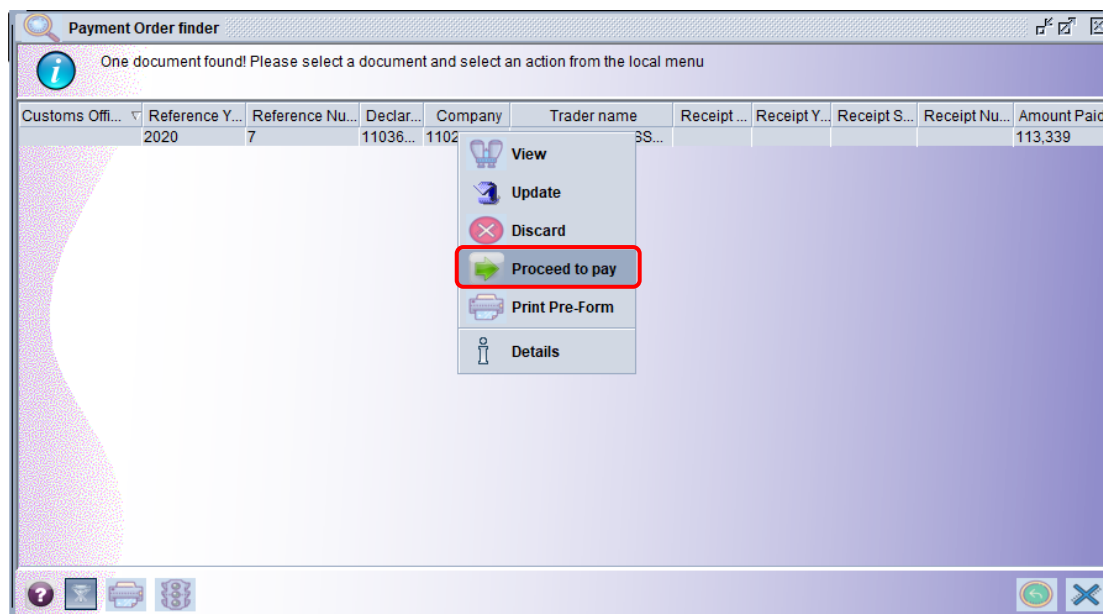 Payment Order finder
One document found! Please select a document and select an action from the local menu
Customs Offi... Reference Y... Reference Nu... Declar... Company Trader name Receipt ... Receipt Y... Receipt S... Receipt Nu... Amount Paid
2020 7 11036... 1102 SS... 113,339
View
Update
Discard
Proceed to pay
Print Pre-Form
Details